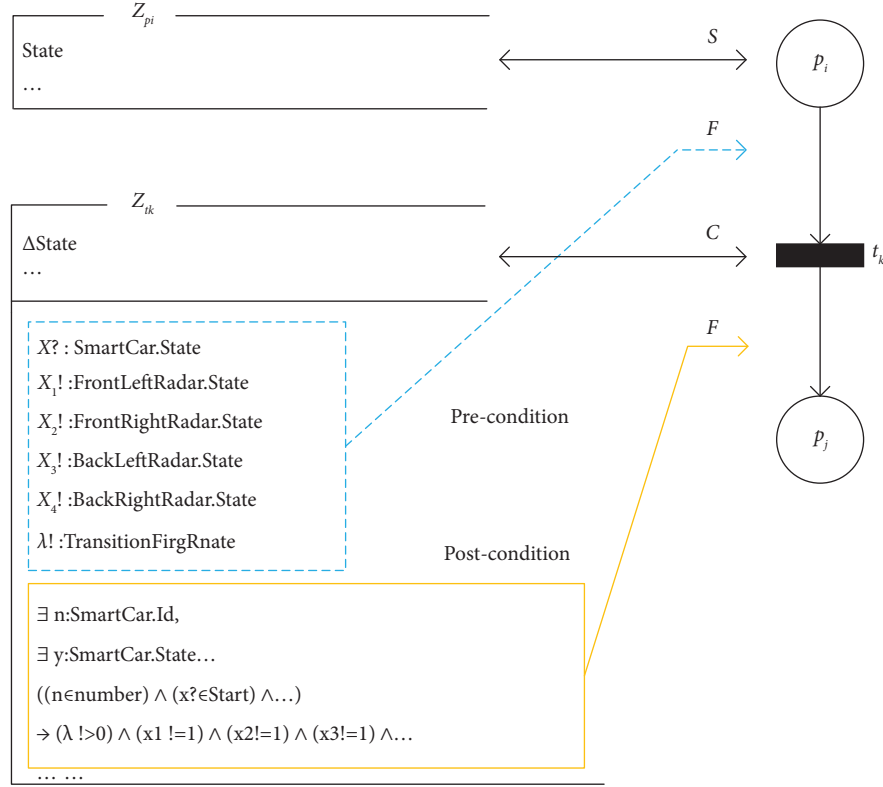 Z_pi
State
…
S
p_i
F
Z_tk
ΔState
…
C
t_k
X? : SmartCar.State
X_1! :FrontLeftRadar.State
X_2! :FrontRightRadar.State
X_3! :BackLeftRadar.State
X_4! :BackRightRadar.State
λ! :TransitionFirgRnate
F
Pre-condition
p_j
Post-condition
∃ n:SmartCar.Id,
∃ y:SmartCar.State…
((n∈number) ∧ (x?∈Start) ∧…)
→ (λ !>0) ∧ (x1 !=1) ∧ (x2!=1) ∧ (x3!=1) ∧…
… …